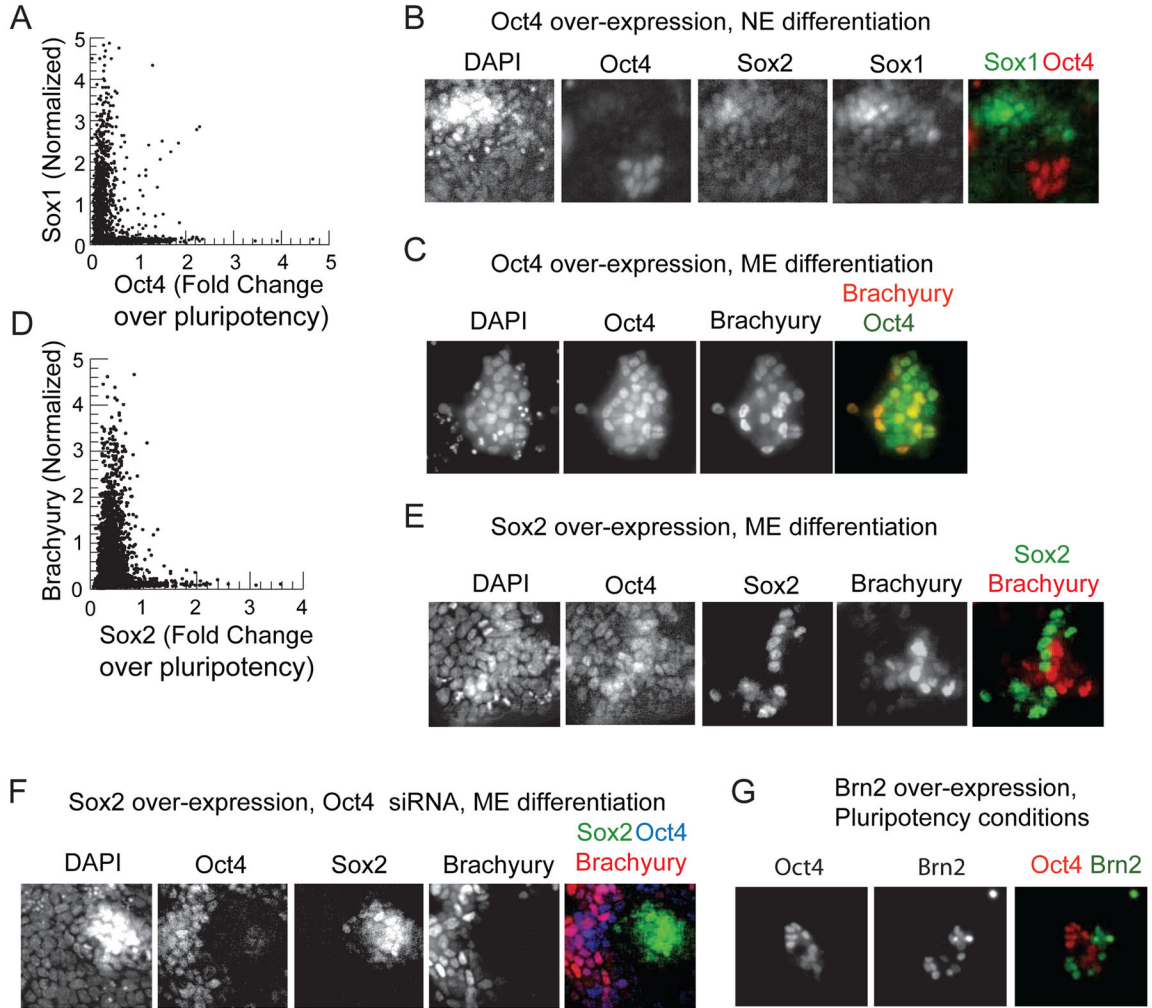 A
Sox1 (Normalized)
5
4
3
2
1
0
0 1 2 3 4 5
Oct4 (Fold Change
over pluripotency)
B
Oct4 over-expression, NE differentiation
DAPI Oct4 Sox2 Sox1 Sox1 Oct4
C
Oct4 over-expression, ME differentiation
Brachyury
DAPI Oct4 Brachyury Oct4
D
Brachyury (Normalized)
5
4
3
2
1
0
0 1 2 3 4
Sox2 (Fold Change
over pluripotency)
E
Sox2 over-expression, ME differentiation
Sox2
DAPI Oct4 Sox2 Brachyury Brachyury
F
Sox2 over-expression, Oct4 siRNA, ME differentiation
Sox2 Oct4
DAPI Oct4 Sox2 Brachyury Brachyury
G
Brn2 over-expression,
Pluripotency conditions
Oct4 Brn2 Oct4 Brn2